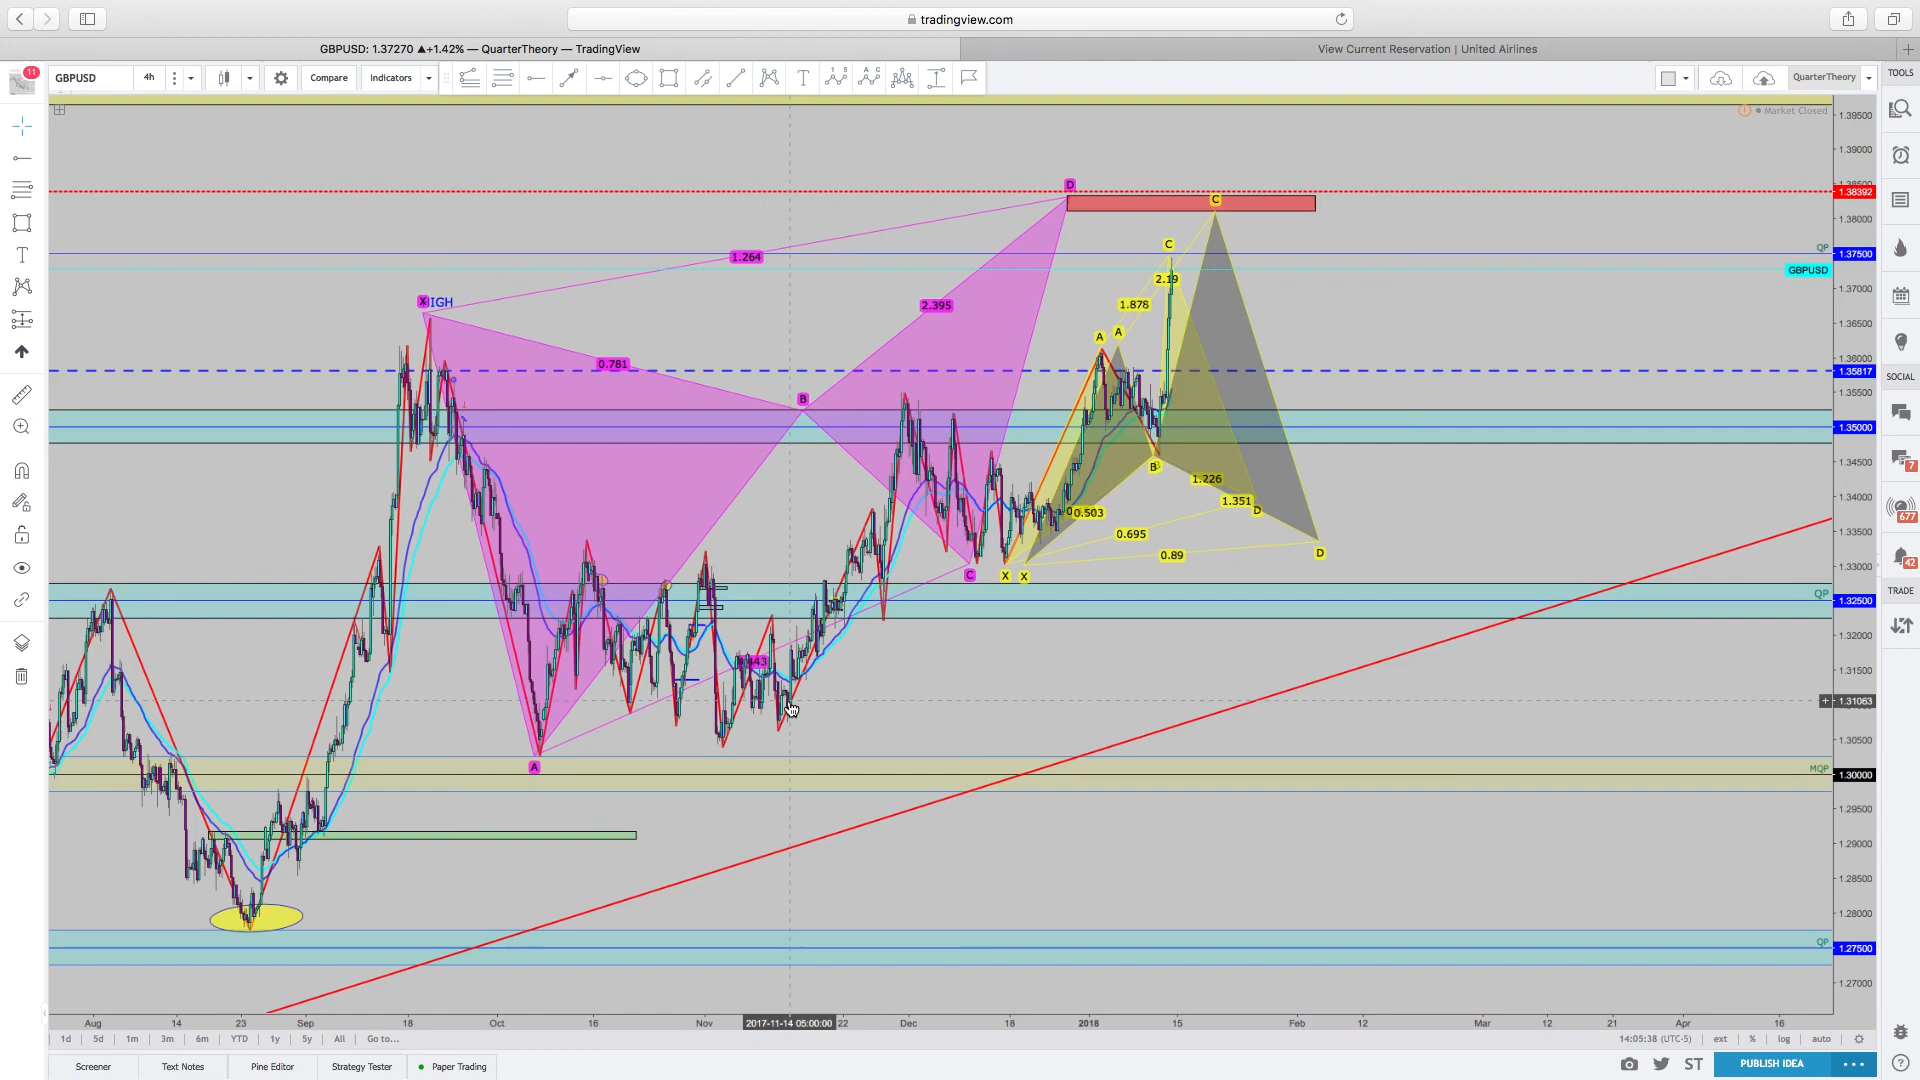 tradingview.com
GBPUSD: 1.37270 ▲+1.42% — QuarterTheory — TradingView
View Current Reservation | United Airlines
11
GBPUSD
4h
Compare
Indicators
QuarterTheory
TOOLS
Market Closed
1.39500
1.39000
1.38392
1.38000
QP
1.37500
GBPUSD
1.37000
1.36500
1.36000
1.35817
1.35500
1.35000
1.34500
1.34000
1.33500
1.33000
QP
1.32500
1.32000
1.31500
1.31063
1.30500
MQP
1.30000
1.29500
1.29000
1.28500
1.28000
QP
1.27500
1.27000
D
C
C
1.264
2.19
X
IGH
2.395
1.878
A
A
0.781
B
B
1.226
1.351
D
0.503
0.695
D
0.89
C
X
X
A
SOCIAL
7
677
42
TRADE
Aug
14
23
Sep
18
Oct
16
Nov
2017-11-14 05:00:00
22
Dec
18
2018
15
Feb
12
Mar
12
21
Apr
16
1d
5d
1m
3m
6m
YTD
1y
5y
All
Go to...
14:05:38 (UTC-5)
ext
%
log
auto
Screener
Text Notes
Pine Editor
Strategy Tester
Paper Trading
ST
PUBLISH IDEA